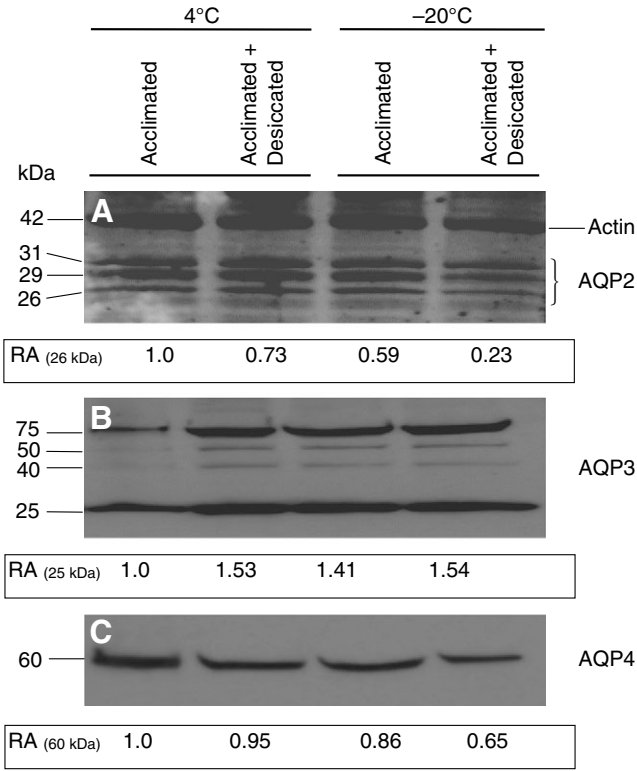 4°C –20°C
Acclimated
Acclimated +
Desiccated
Acclimated
Acclimated +
Desiccated
kDa
A
42 Actin
31
29 AQP2
26
RA (26 kDa) 1.0 0.73 0.59 0.23
B
75
50
40 AQP3
25
RA (25 kDa) 1.0 1.53 1.41 1.54
C
60 AQP4
RA (60 kDa) 1.0 0.95 0.86 0.65